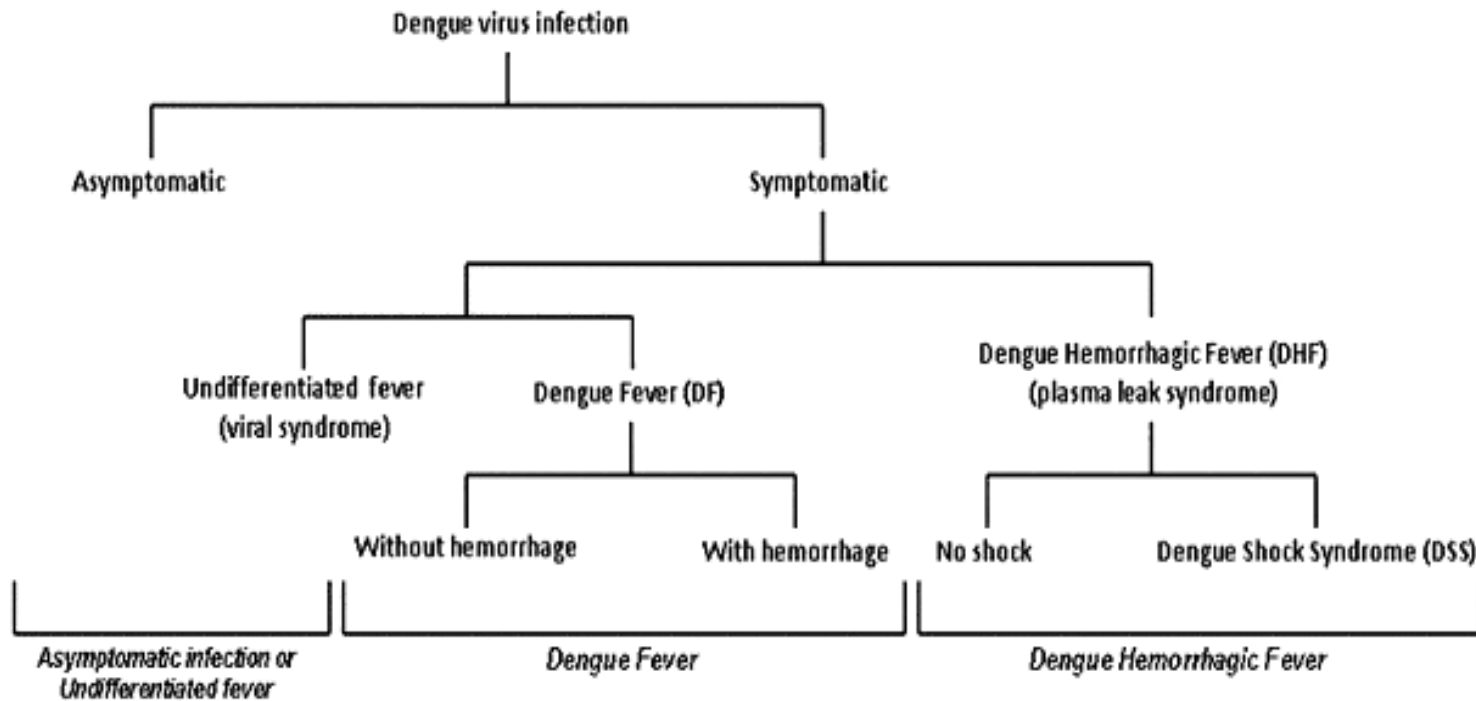 Dengue virus infection
Asymptomatic
Symptomatic
Undifferentiated fever
(viral syndrome)
Dengue Fever (DF)
Dengue Hemorrhagic Fever (DHF)
(plasma leak syndrome)
Without hemorrhage
With hemorrhage
No shock
Dengue Shock Syndrome (DSS)
Asymptomatic infection or
Undifferentiated fever
Dengue Fever
Dengue Hemorrhagic Fever